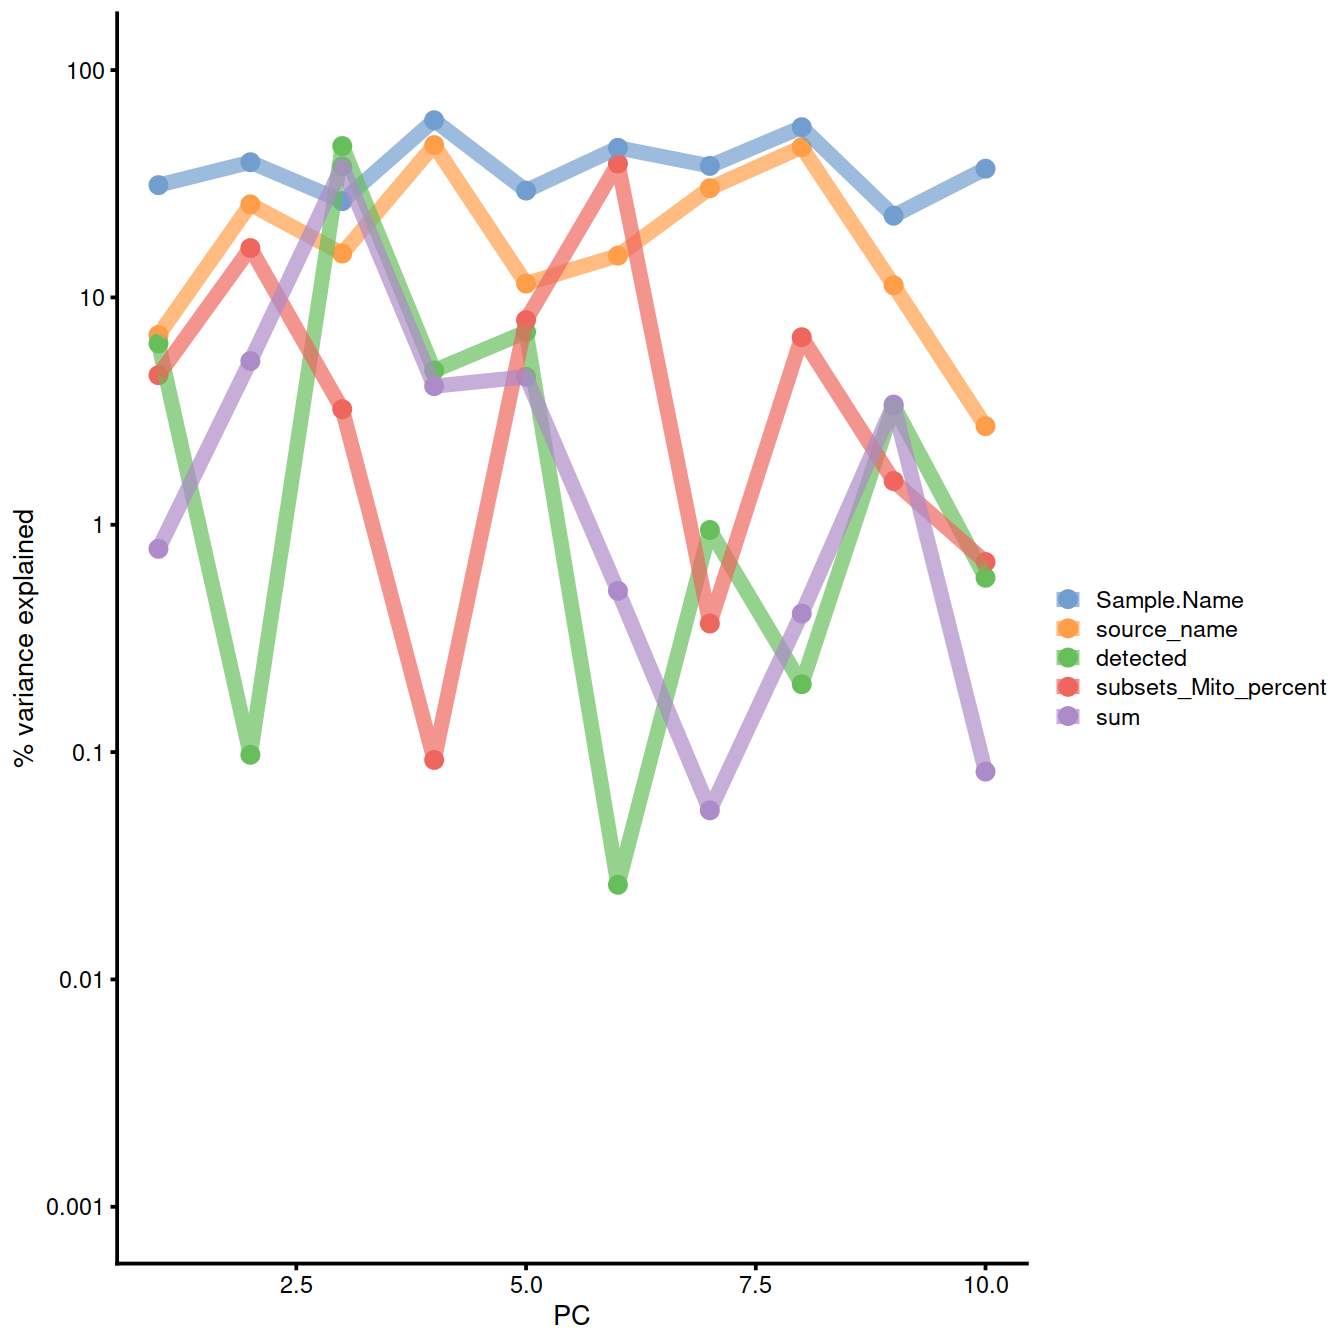 100
10
1
0.1
0.01
0.001
% variance explained
2.5
5.0
7.5
10.0
PC
Sample.Name
source_name
detected
subsets_Mito_percent
sum